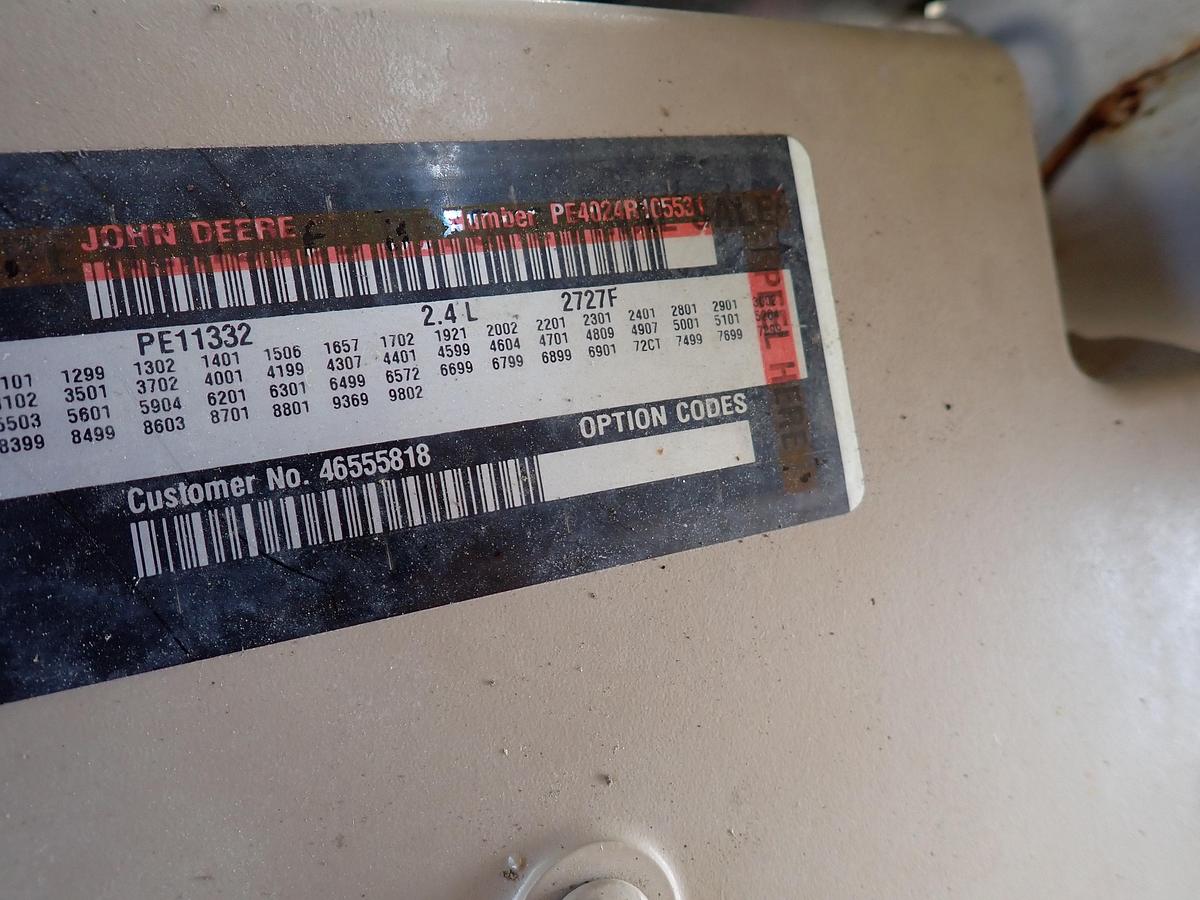 JOHN DEERE
Number PE4024R105531
PE11332 2.4 L 2727F
1299 1302 1401 1506 1657 1702 1921 2002 2201 2301 2401 2801 2901
3501 3702 4001 4199 4307 4401 4599 4604 4701 4809 4907 5001 5101
5601 5904 6201 6301 6499 6572 6699 6799 6899 6901 72CT 7499 7699
8399 8499 8603 8701 8801 9369 9802
OPTION CODES
Customer No. 46555818
PEEL HERE